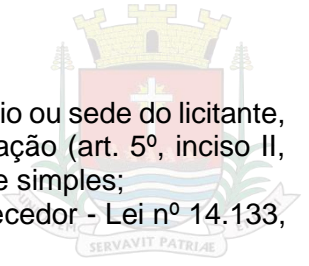 io ou sede do licitante,
ação (art. 5º, inciso II,
e simples;
ecedor - Lei nº 14.133,
SERVAVIT PATRIAE